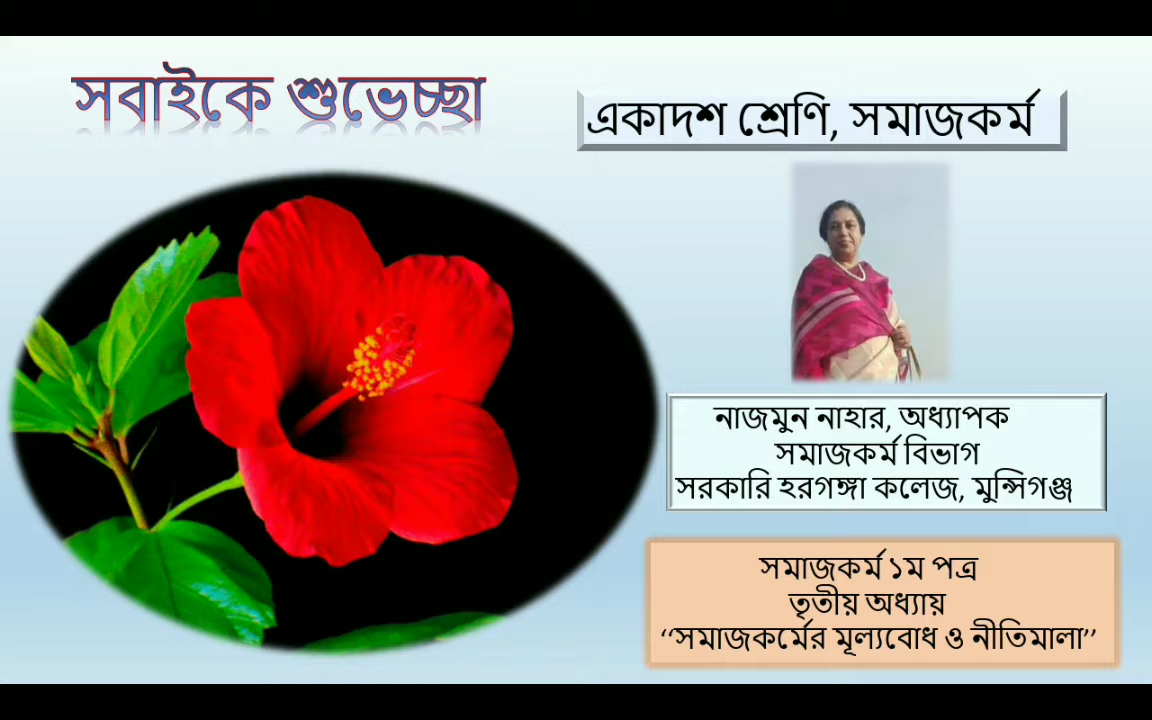 সবাইকে শুভেচ্ছা
একাদশ শ্রেণি, সমাজকর্ম
নাজমুন নাহার, অধ্যাপক
সমাজকর্ম বিভাগ
সরকারি হরগঙ্গা কলেজ, মুন্সিগঞ্জ
সমাজকর্ম ১ম পত্র
তৃতীয় অধ্যায়
‘‘সমাজকর্মের মূল্যবোধ ও নীতিমালা’’